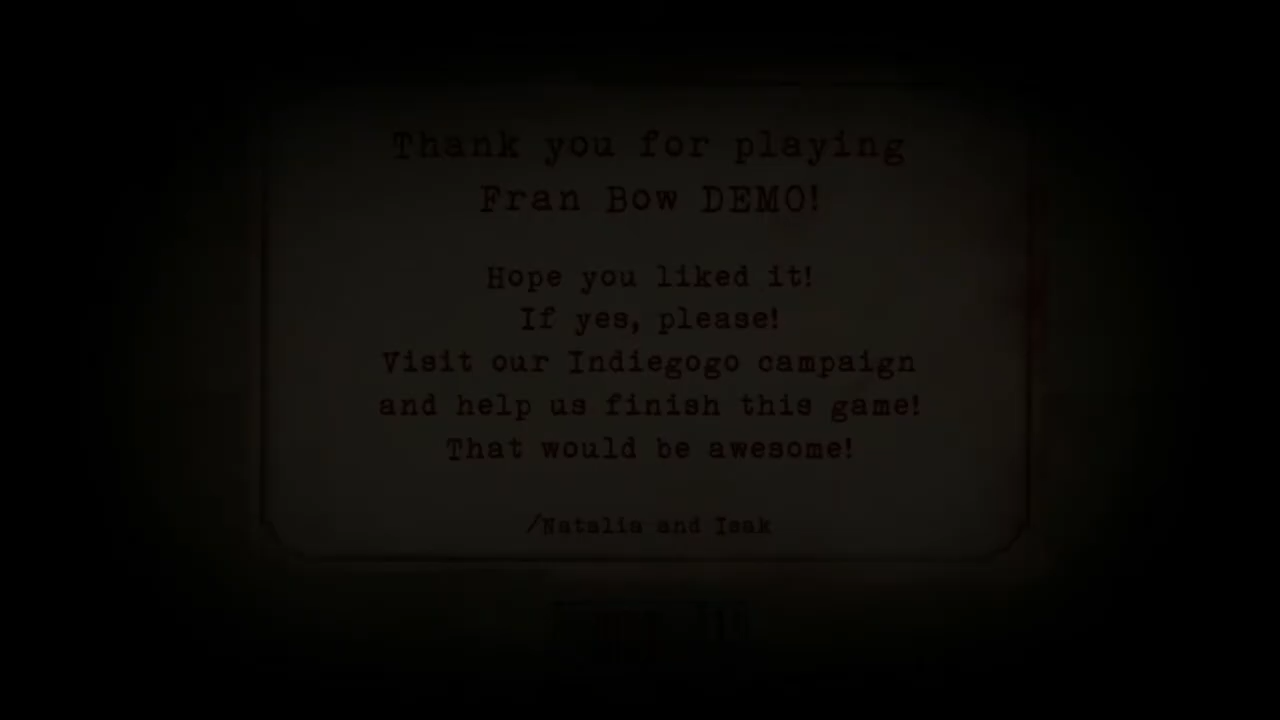 Thank you for playing
Fran Bow DEMO!
Hope you liked it!
If yes, please!
Visit our Indiegogo campaign
and help us finish this game!
That would be awesome!
/Natalia and Isak